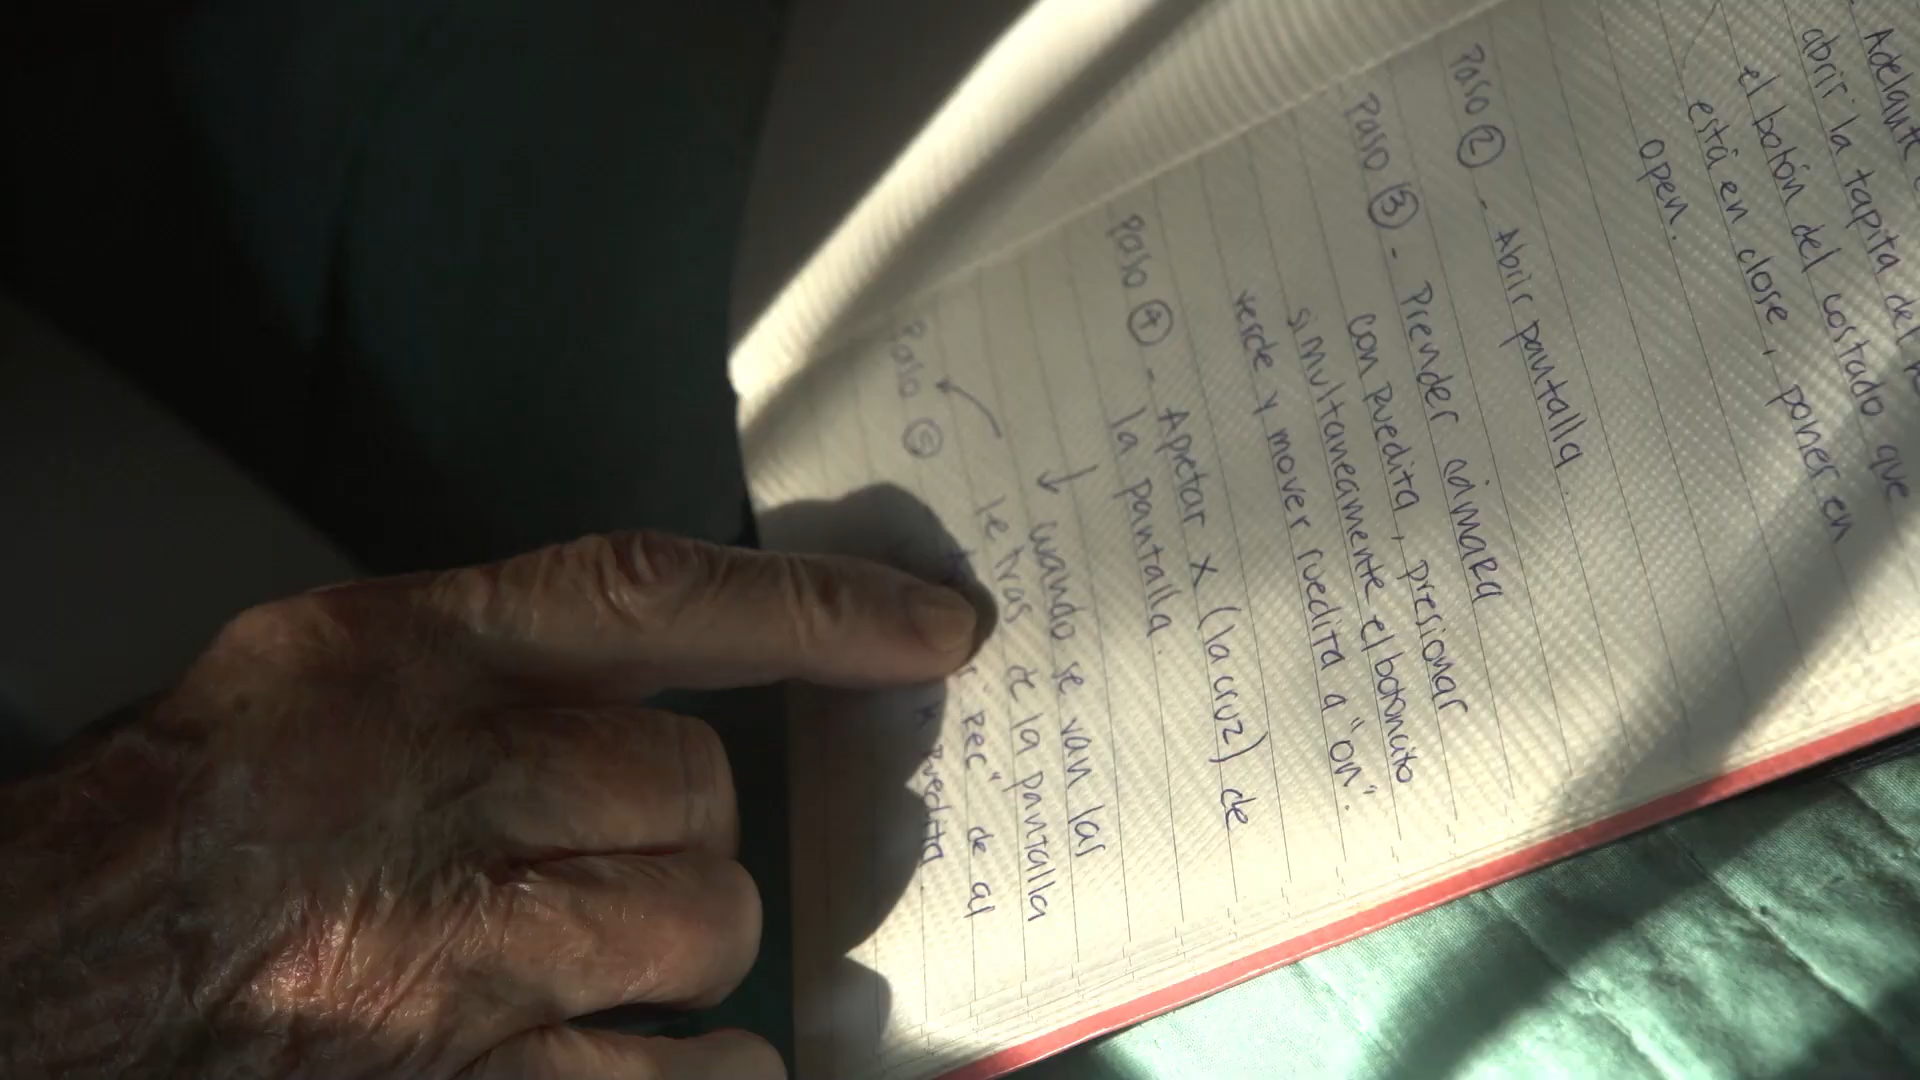 Adelante
abrir la tapita del
el botón del costado que
está en close, poner en
open.
Paso ② - Abrir pantalla.
Paso ③ - Prender cámara
con ruedita, presionar
simultaneamente el botoncito
verde y mover ruedita a "on".
Paso ④ - Apretar X (la cruz) de
la pantalla.
↓ cuando se van las
letras de la pantalla
Paso ⑤ rec" de al
ruedita